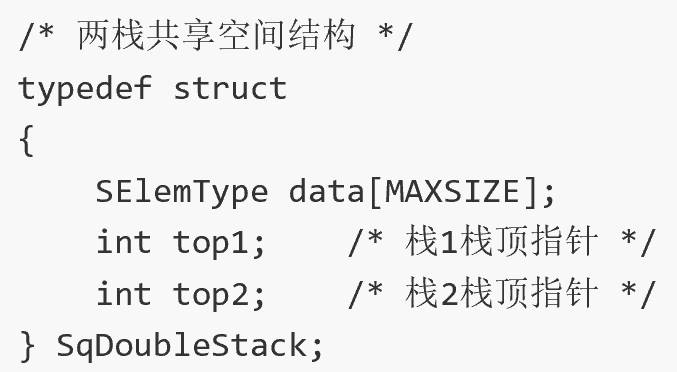 /* 两栈共享空间结构 */
typedef struct
{
    SElemType data[MAXSIZE];
    int top1;    /* 栈1栈顶指针 */
    int top2;    /* 栈2栈顶指针 */
} SqDoubleStack;